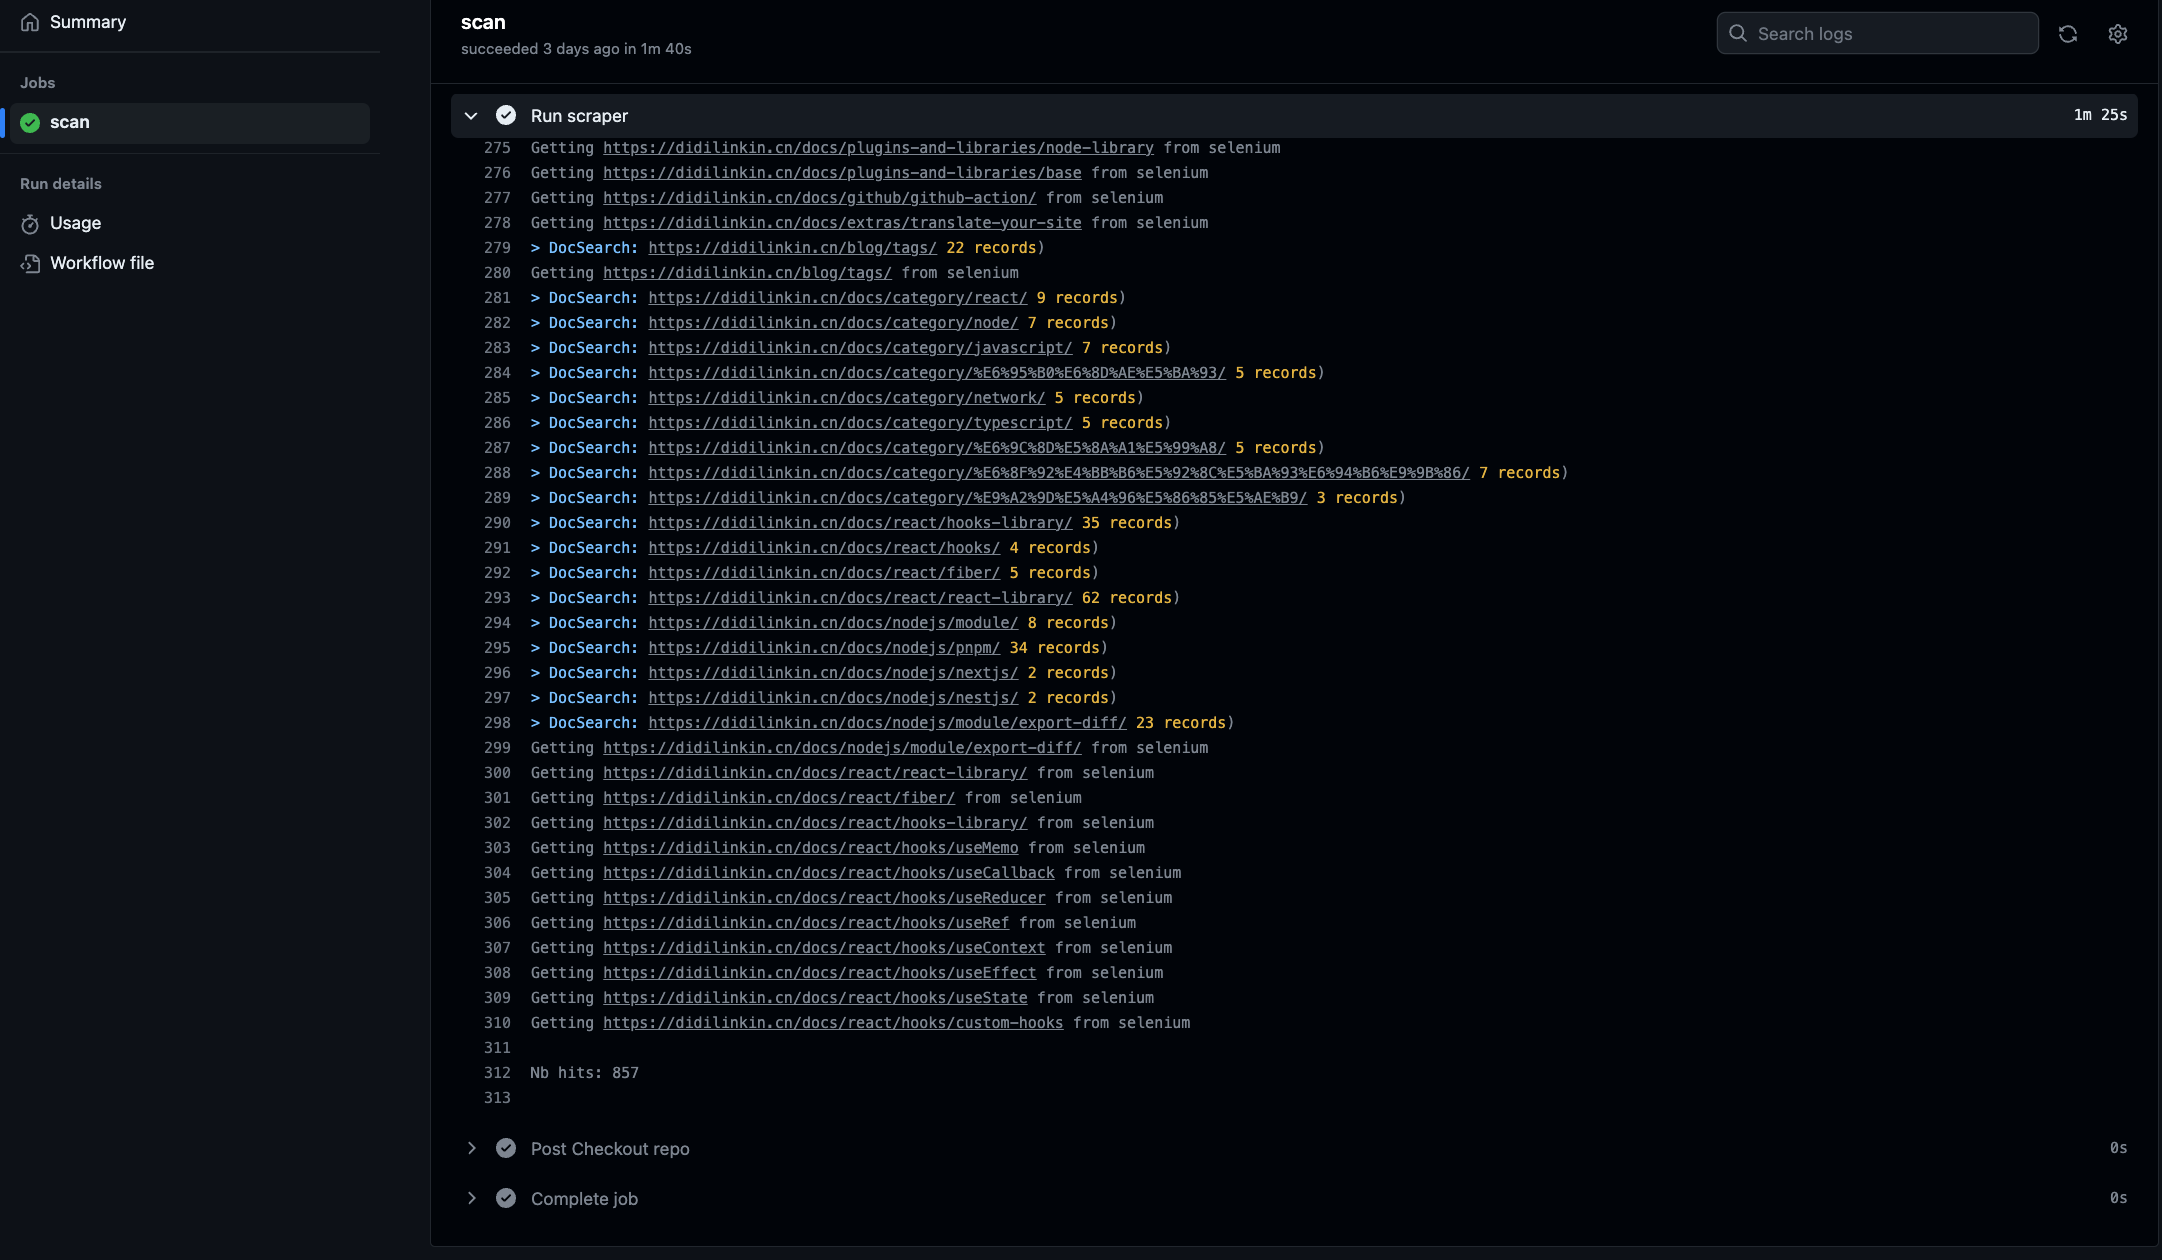 Summary
Jobs
scan
Run details
Usage
Workflow file
scan
succeeded 3 days ago in 1m 40s
Search logs
Run scraper 1m 25s
275 Getting https://didilinkin.cn/docs/plugins-and-libraries/node-library from selenium
276 Getting https://didilinkin.cn/docs/plugins-and-libraries/base from selenium
277 Getting https://didilinkin.cn/docs/github/github-action/ from selenium
278 Getting https://didilinkin.cn/docs/extras/translate-your-site from selenium
279 > DocSearch: https://didilinkin.cn/blog/tags/ 22 records)
280 Getting https://didilinkin.cn/blog/tags/ from selenium
281 > DocSearch: https://didilinkin.cn/docs/category/react/ 9 records)
282 > DocSearch: https://didilinkin.cn/docs/category/node/ 7 records)
283 > DocSearch: https://didilinkin.cn/docs/category/javascript/ 7 records)
284 > DocSearch: https://didilinkin.cn/docs/category/%E6%95%B0%E6%8D%AE%E5%BA%93/ 5 records)
285 > DocSearch: https://didilinkin.cn/docs/category/network/ 5 records)
286 > DocSearch: https://didilinkin.cn/docs/category/typescript/ 5 records)
287 > DocSearch: https://didilinkin.cn/docs/category/%E6%9C%8D%E5%8A%A1%E5%99%A8/ 5 records)
288 > DocSearch: https://didilinkin.cn/docs/category/%E6%8F%92%E4%BB%B6%E5%92%8C%E5%BA%93%E6%94%B6%E9%9B%86/ 7 records)
289 > DocSearch: https://didilinkin.cn/docs/category/%E9%A2%9D%E5%A4%96%E5%86%85%E5%AE%B9/ 3 records)
290 > DocSearch: https://didilinkin.cn/docs/react/hooks-library/ 35 records)
291 > DocSearch: https://didilinkin.cn/docs/react/hooks/ 4 records)
292 > DocSearch: https://didilinkin.cn/docs/react/fiber/ 5 records)
293 > DocSearch: https://didilinkin.cn/docs/react/react-library/ 62 records)
294 > DocSearch: https://didilinkin.cn/docs/nodejs/module/ 8 records)
295 > DocSearch: https://didilinkin.cn/docs/nodejs/pnpm/ 34 records)
296 > DocSearch: https://didilinkin.cn/docs/nodejs/nextjs/ 2 records)
297 > DocSearch: https://didilinkin.cn/docs/nodejs/nestjs/ 2 records)
298 > DocSearch: https://didilinkin.cn/docs/nodejs/module/export-diff/ 23 records)
299 Getting https://didilinkin.cn/docs/nodejs/module/export-diff/ from selenium
300 Getting https://didilinkin.cn/docs/react/react-library/ from selenium
301 Getting https://didilinkin.cn/docs/react/fiber/ from selenium
302 Getting https://didilinkin.cn/docs/react/hooks-library/ from selenium
303 Getting https://didilinkin.cn/docs/react/hooks/useMemo from selenium
304 Getting https://didilinkin.cn/docs/react/hooks/useCallback from selenium
305 Getting https://didilinkin.cn/docs/react/hooks/useReducer from selenium
306 Getting https://didilinkin.cn/docs/react/hooks/useRef from selenium
307 Getting https://didilinkin.cn/docs/react/hooks/useContext from selenium
308 Getting https://didilinkin.cn/docs/react/hooks/useEffect from selenium
309 Getting https://didilinkin.cn/docs/react/hooks/useState from selenium
310 Getting https://didilinkin.cn/docs/react/hooks/custom-hooks from selenium
311
312 Nb hits: 857
313
Post Checkout repo 0s
Complete job 0s